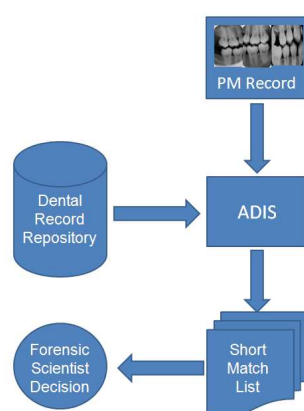 PM Record
Dental
Record
Repository
ADIS
Forensic
Scientist
Decision
Short
Match
List